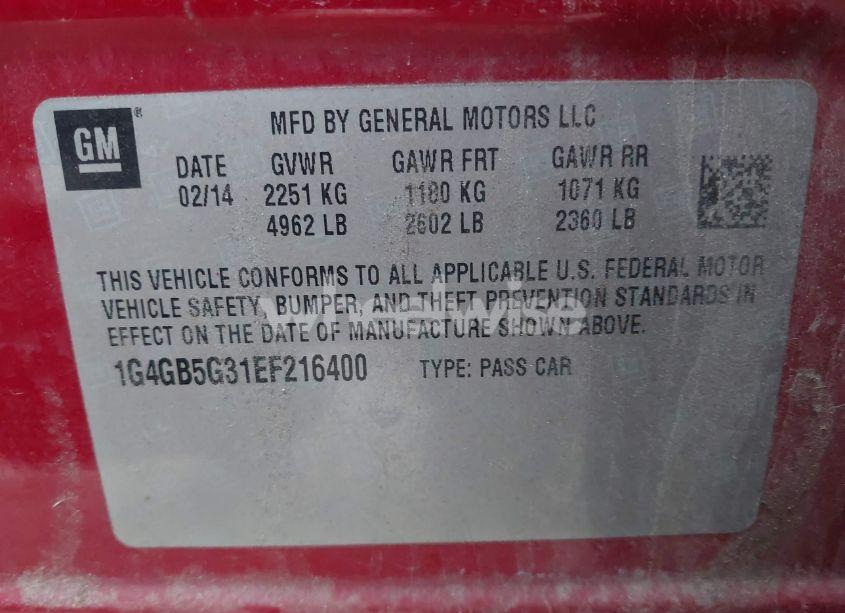 GM ®
MFD BY GENERAL MOTORS LLC
DATE GVWR GAWR FRT GAWR RR
02/14 2251 KG 1180 KG 1071 KG
4962 LB 2602 LB 2360 LB
THIS VEHICLE CONFORMS TO ALL APPLICABLE U.S. FEDERAL MOTOR
VEHICLE SAFETY, BUMPER, AND THEFT PREVENTION STANDARDS IN
EFFECT ON THE DATE OF MANUFACTURE SHOWN ABOVE.
1G4GB5G31EF216400 TYPE: PASS CAR
wheelwise